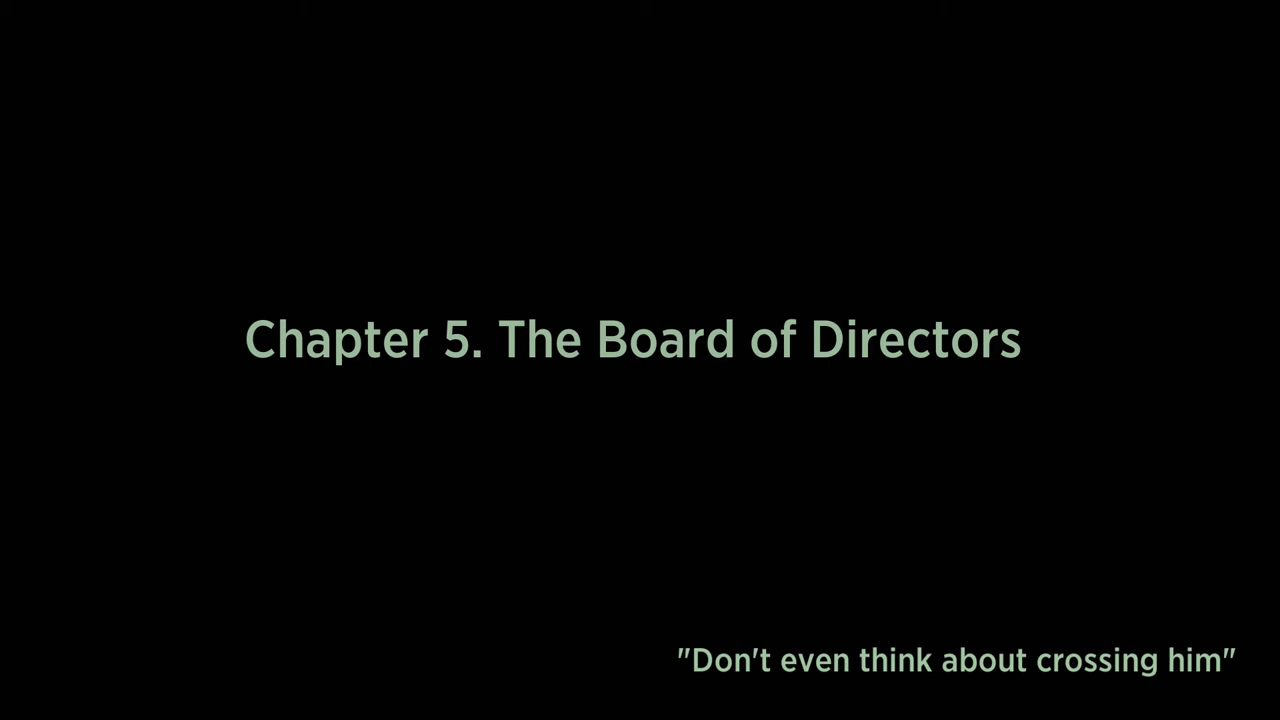 Chapter 5. The Board of Directors
"Don't even think about crossing him"